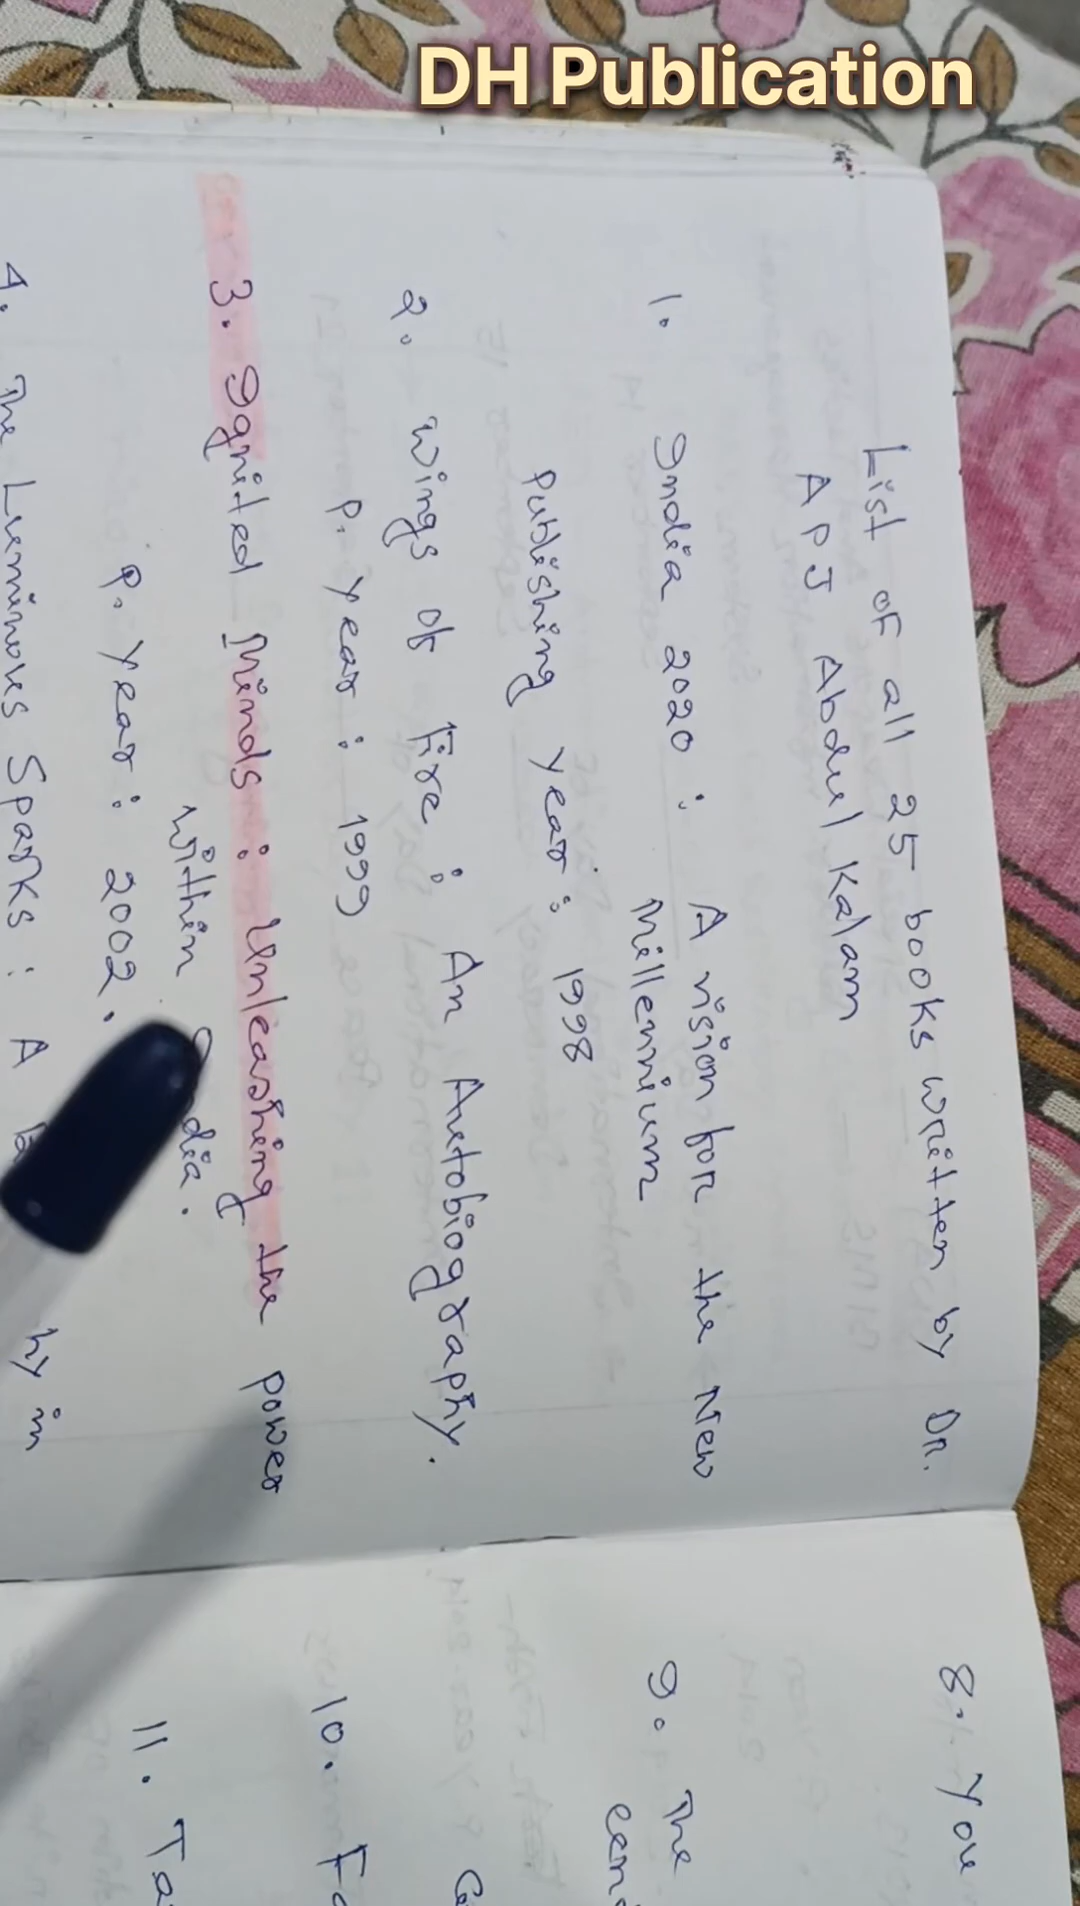 DH Publication
List of all 25 books written by Dr.
APJ Abdul Kalam
1. India 2020 : A vision for the New
Millennium
Publishing Year : 1998
2. Wings of Fire : An Autobiography.
P. Year : 1999
3. Ignited Minds : Unleashing the power
within
P. Year : 2002.
4. The Luminous Sparks : A
hy in
8. You
9. The
10.
11.